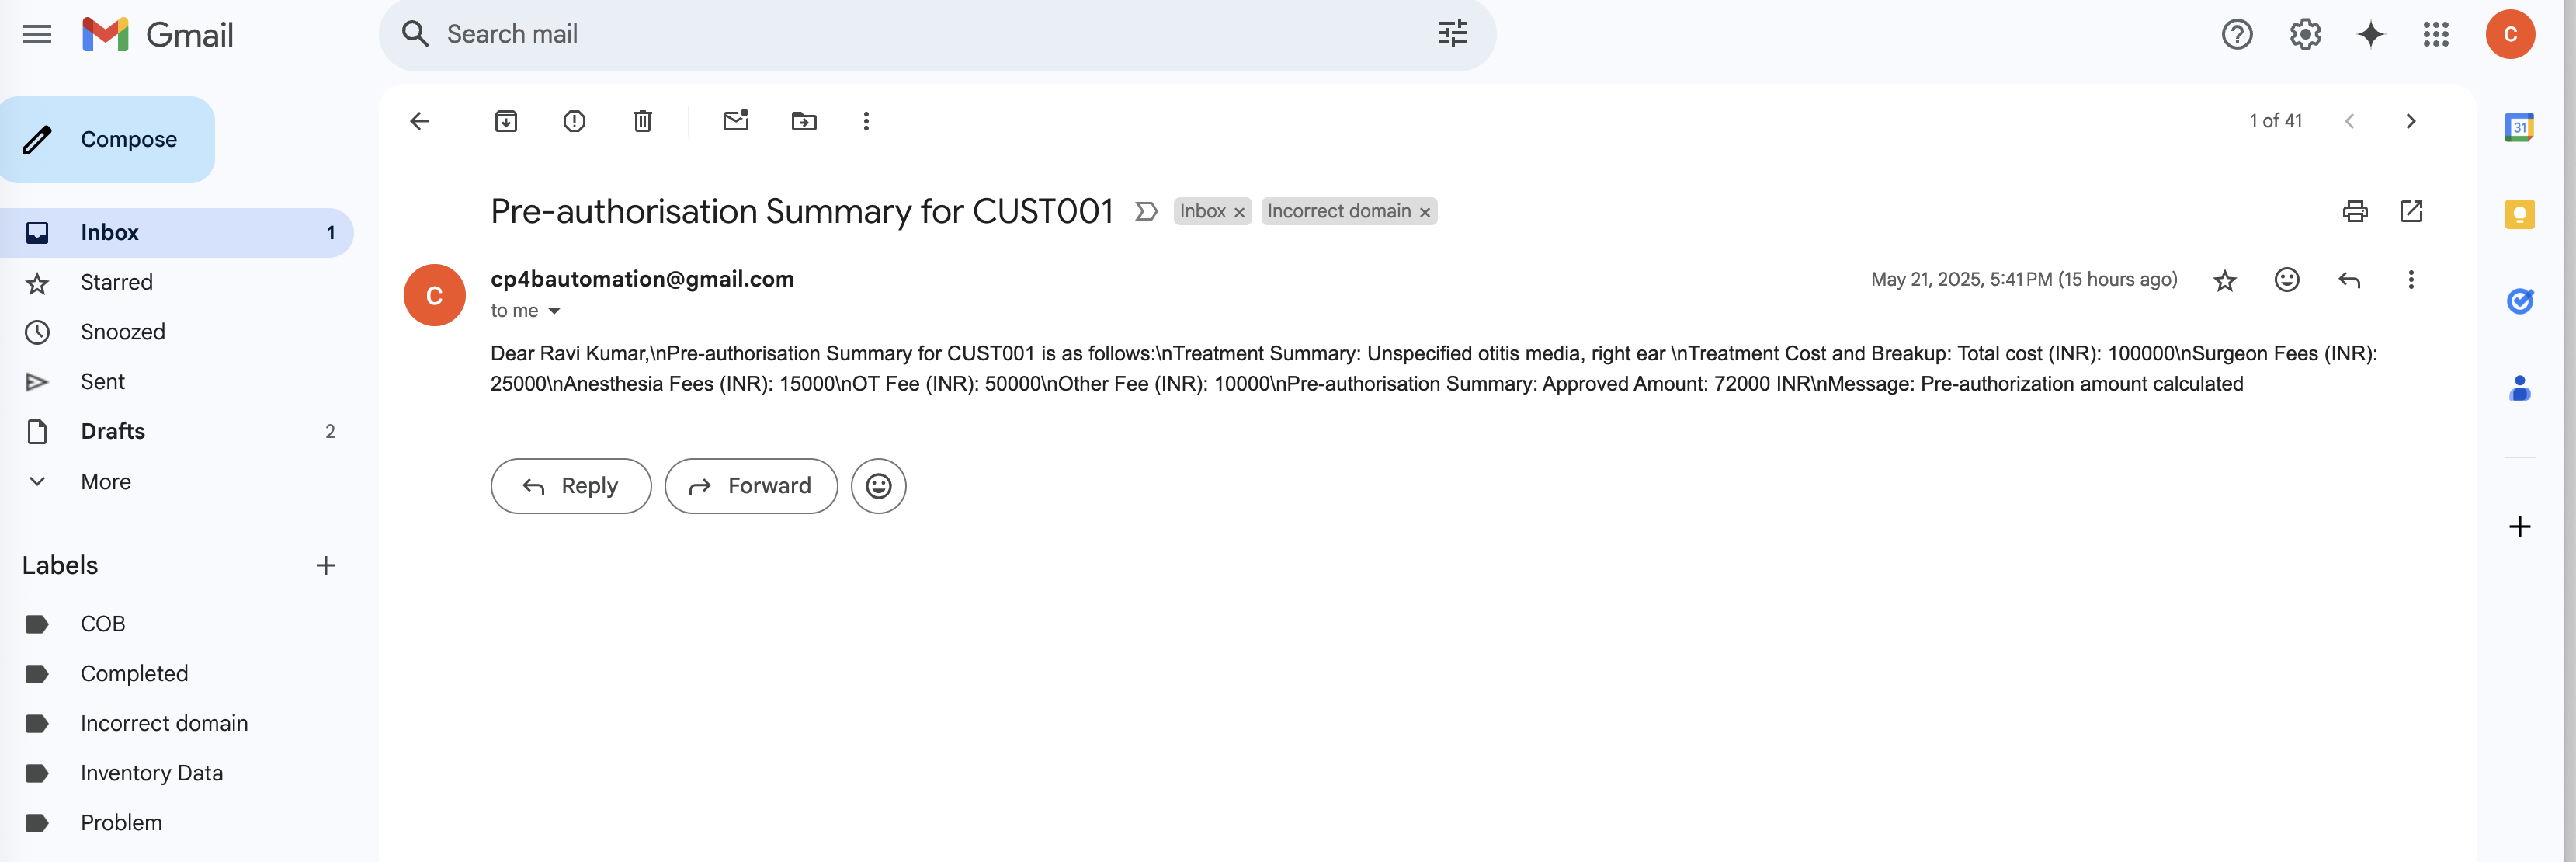 Gmail
Search mail
C
Compose
1 of 41
31
Pre-authorisation Summary for CUST001 Inbox × Incorrect domain ×
Inbox 1
Starred
Snoozed
Sent
Drafts 2
More
C
cp4bautomation@gmail.com May 21, 2025, 5:41 PM (15 hours ago)
to me
Dear Ravi Kumar,\nPre-authorisation Summary for CUST001 is as follows:\nTreatment Summary: Unspecified otitis media, right ear \nTreatment Cost and Breakup: Total cost (INR): 100000\nSurgeon Fees (INR):
25000\nAnesthesia Fees (INR): 15000\nOT Fee (INR): 50000\nOther Fee (INR): 10000\nPre-authorisation Summary: Approved Amount: 72000 INR\nMessage: Pre-authorization amount calculated
Reply Forward
Labels
COB
Completed
Incorrect domain
Inventory Data
Problem